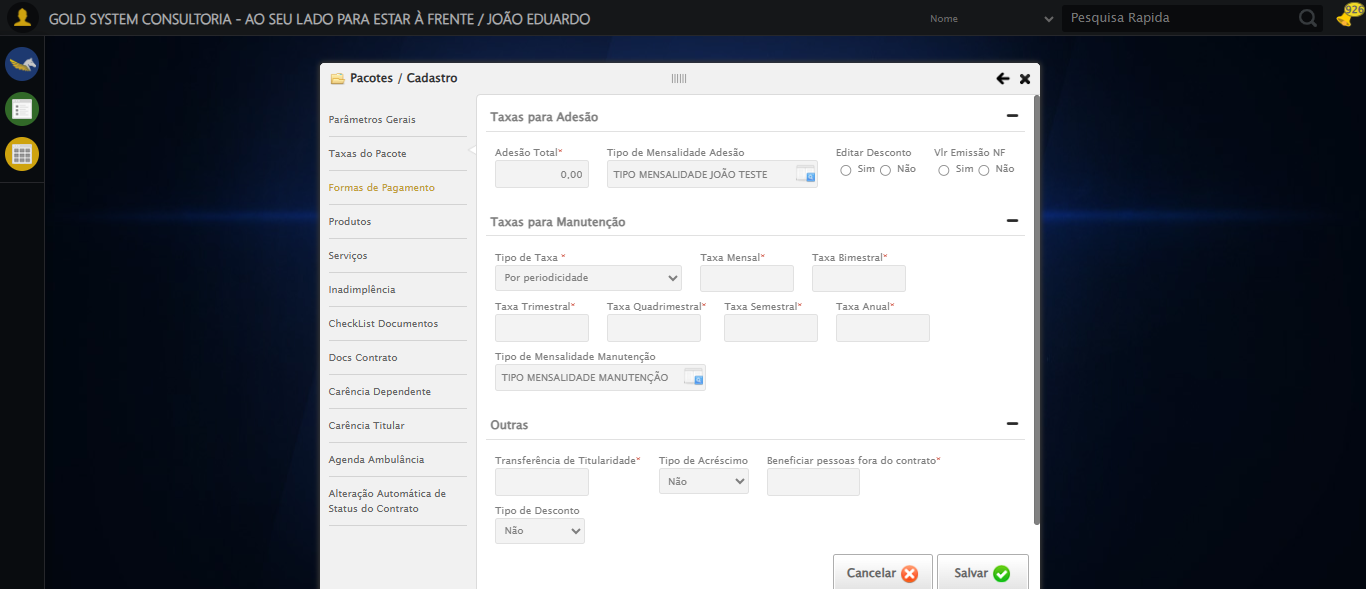 GOLD SYSTEM CONSULTORIA - AO SEU LADO PARA ESTAR À FRENTE / JOÃO EDUARDO
Nome
Pesquisa Rapida
926
Pacotes / Cadastro
Parâmetros Gerais
Taxas do Pacote
Formas de Pagamento
Produtos
Serviços
Inadimplência
CheckList Documentos
Docs Contrato
Carência Dependente
Carência Titular
Agenda Ambulância
Alteração Automática de
Status do Contrato
Taxas para Adesão
Adesão Total* Tipo de Mensalidade Adesão Editar Desconto Vlr Emissão NF
0,00 TIPO MENSALIDADE JOÃO TESTE Sim Não Sim Não
Taxas para Manutenção
Tipo de Taxa * Taxa Mensal* Taxa Bimestral*
Por periodicidade
Taxa Trimestral* Taxa Quadrimestral* Taxa Semestral* Taxa Anual*
Tipo de Mensalidade Manutenção
TIPO MENSALIDADE MANUTENÇÃO
Outras
Transferência de Titularidade* Tipo de Acréscimo Beneficiar pessoas fora do contrato*
Não
Tipo de Desconto
Não
Cancelar Salvar